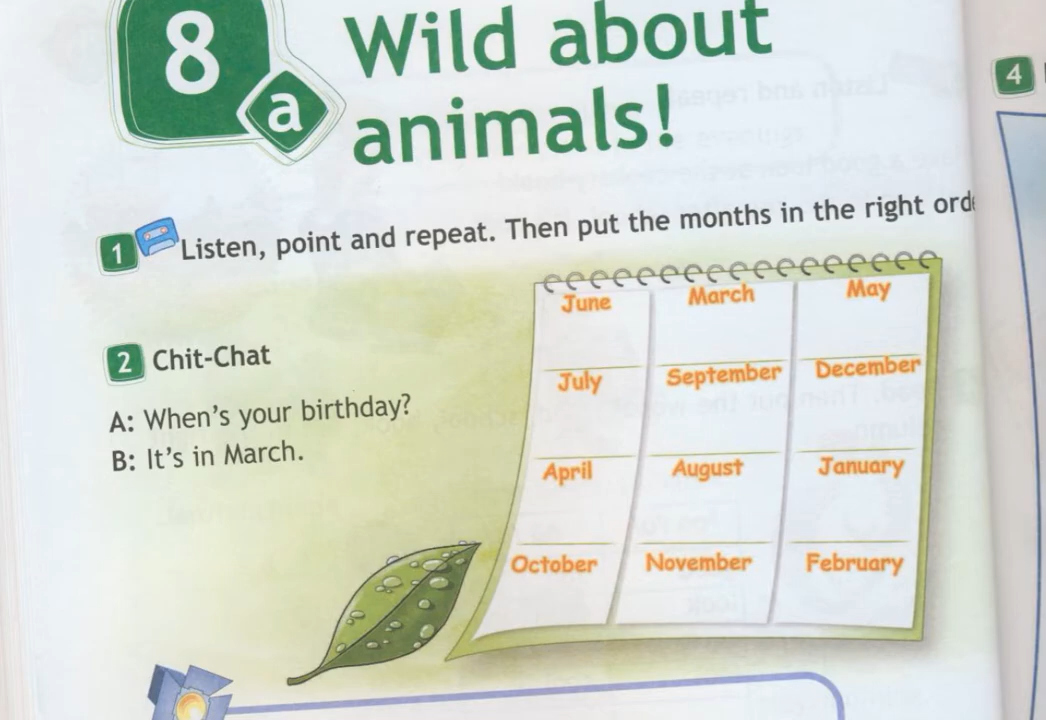 8
a
Wild about
animals!
1 Listen, point and repeat. Then put the months in the right
2 Chit-Chat
A: When's your birthday?
B: It's in March.
June March May
July September December
April August January
October November February
4